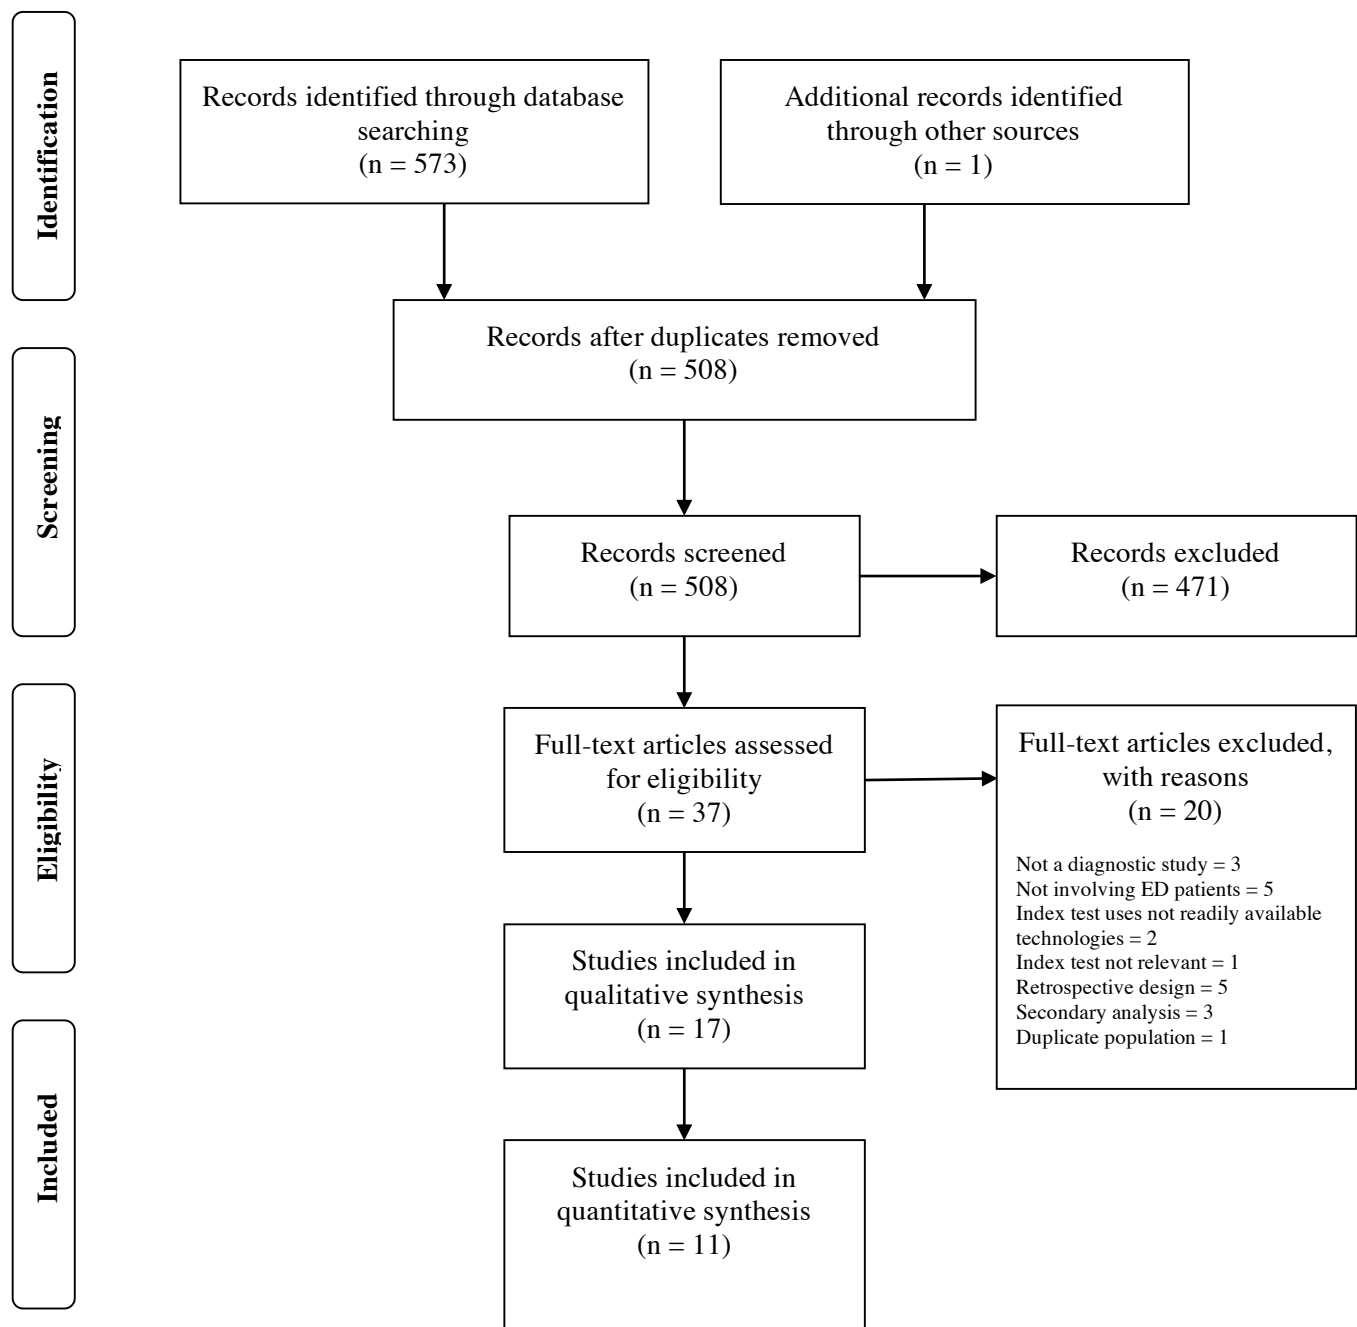 Identification
Records identified through database
searching
(n = 573)
Additional records identified
through other sources
(n = 1)
Records after duplicates removed
(n = 508)
Screening
Records screened
(n = 508)
Records excluded
(n = 471)
Eligibility
Full-text articles assessed
for eligibility
(n = 37)
Full-text articles excluded,
with reasons
(n = 20)
Not a diagnostic study = 3
Not involving ED patients = 5
Index test uses not readily available
technologies = 2
Index test not relevant = 1
Retrospective design = 5
Secondary analysis = 3
Duplicate population = 1
Studies included in
qualitative synthesis
(n = 17)
Included
Studies included in
quantitative synthesis
(n = 11)